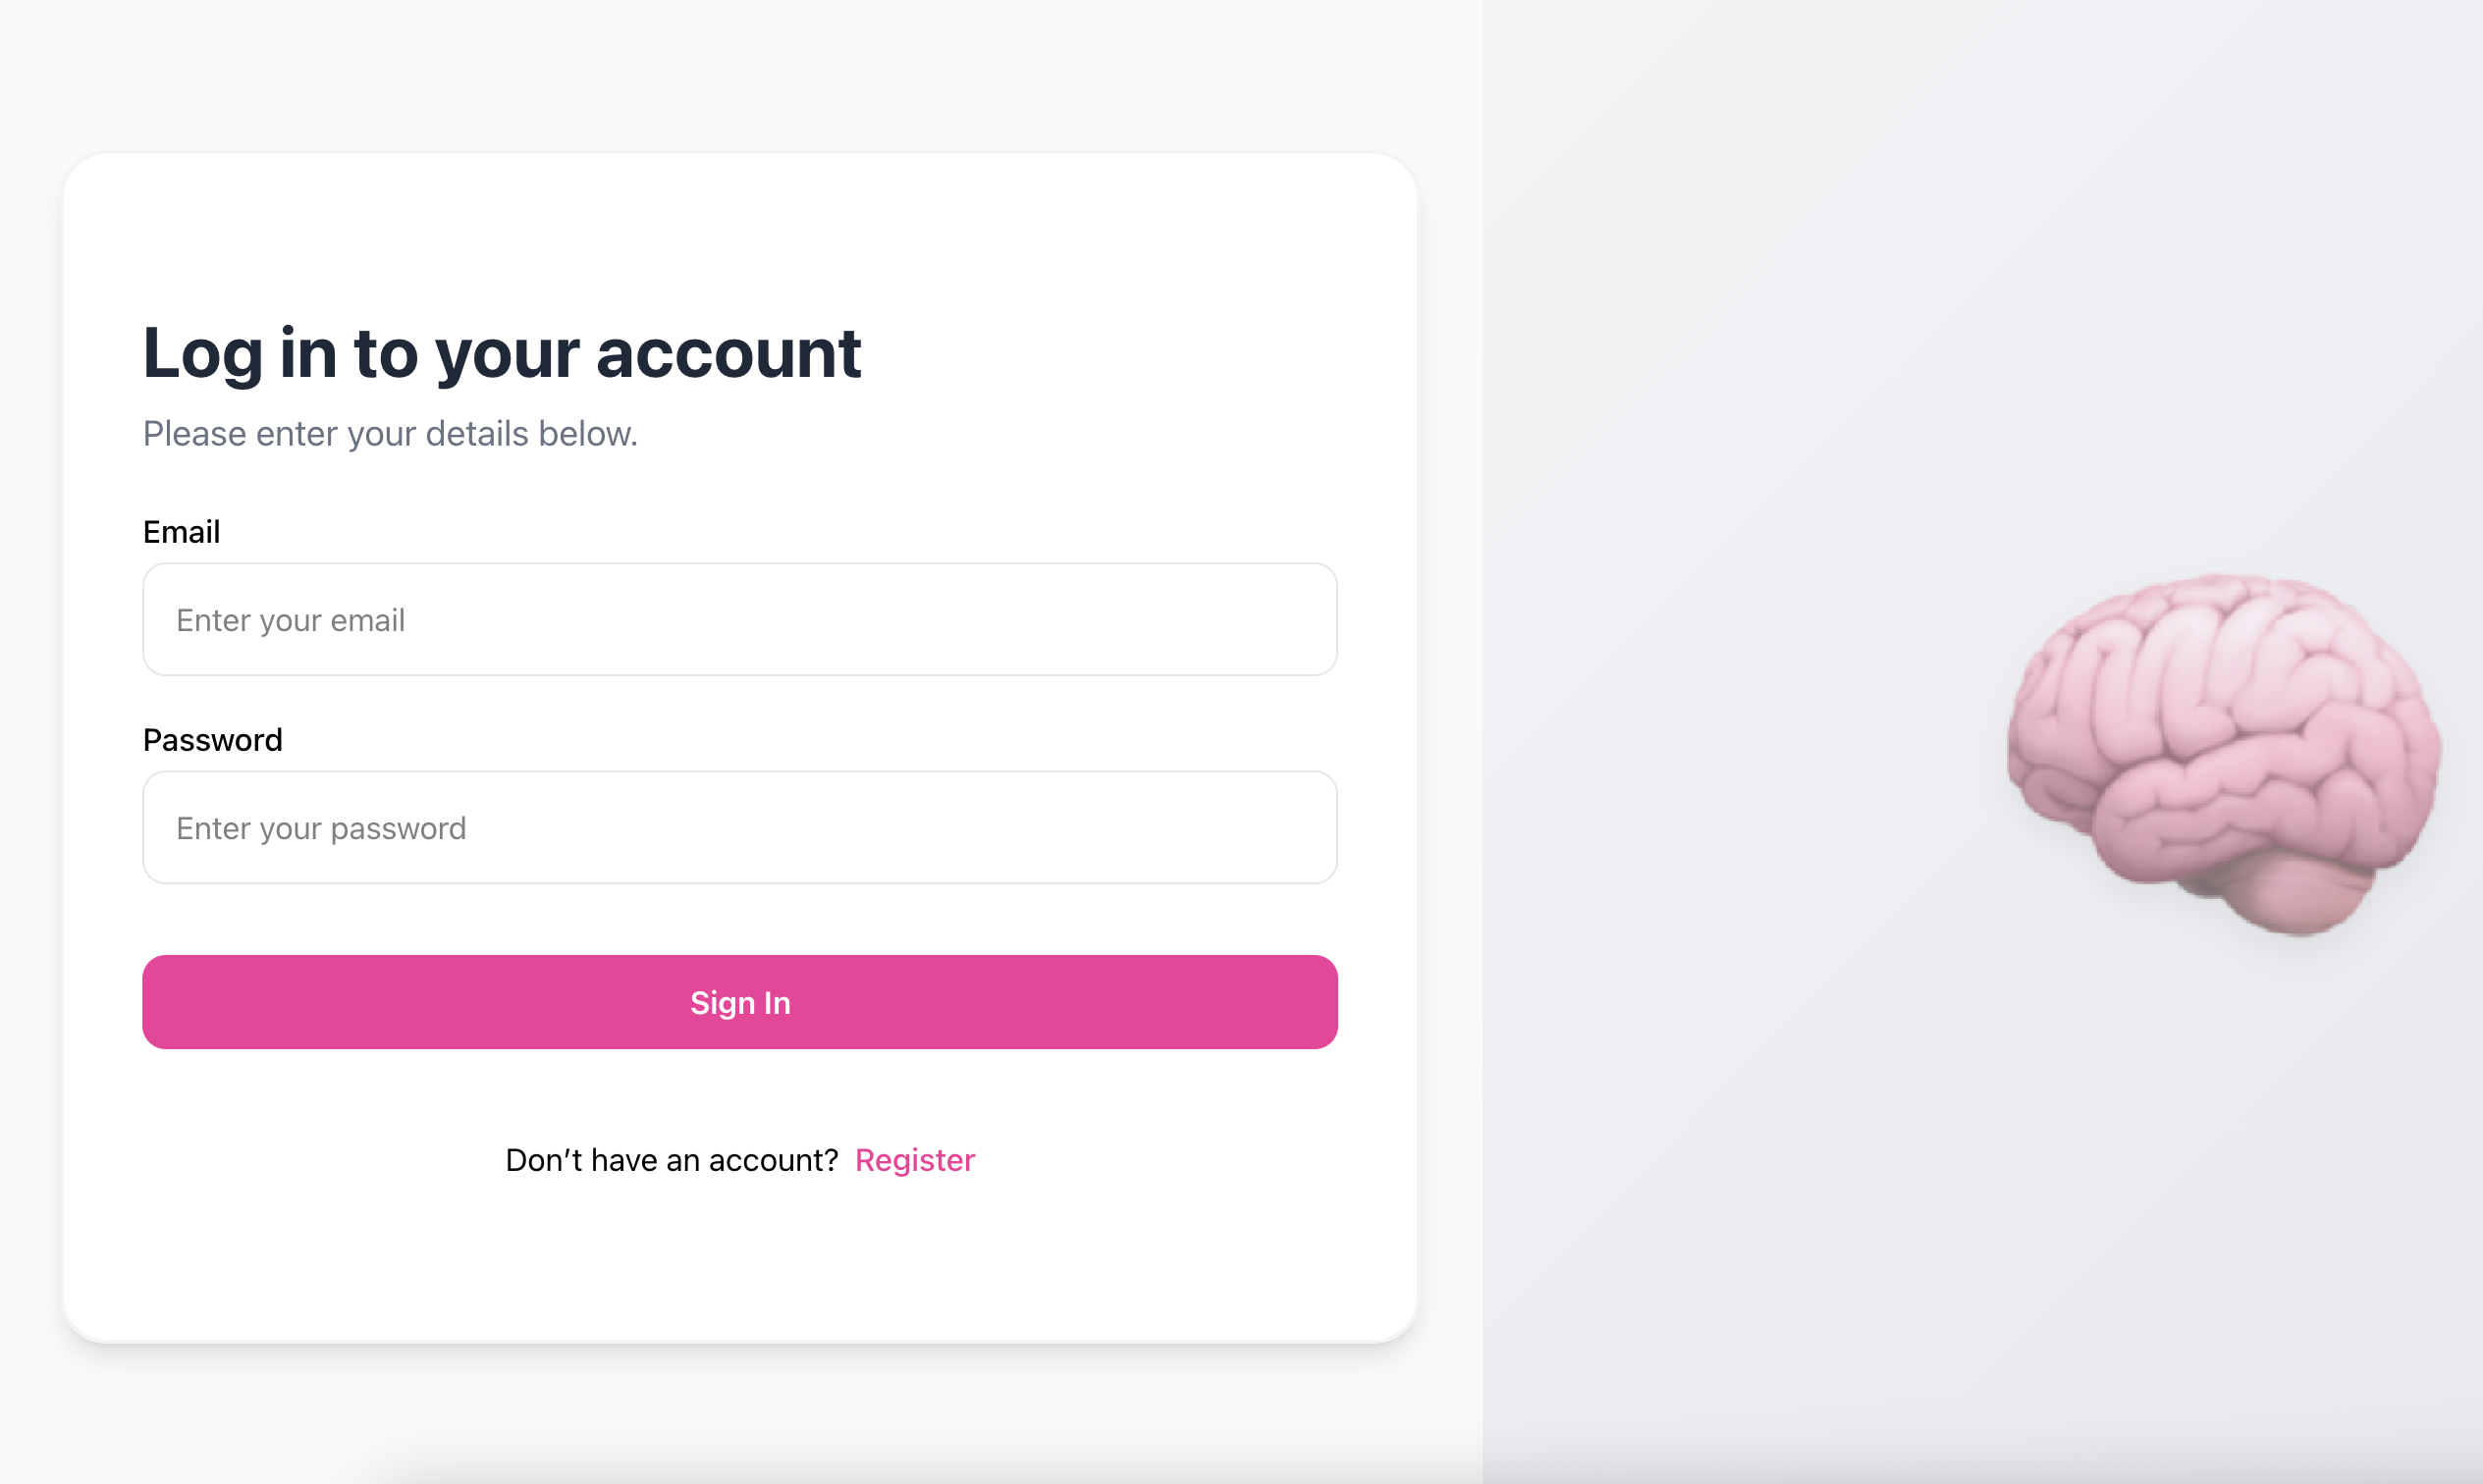 Log in to your account
Please enter your details below.
Email
Enter your email
Password
Enter your password
Sign In
Don’t have an account? Register